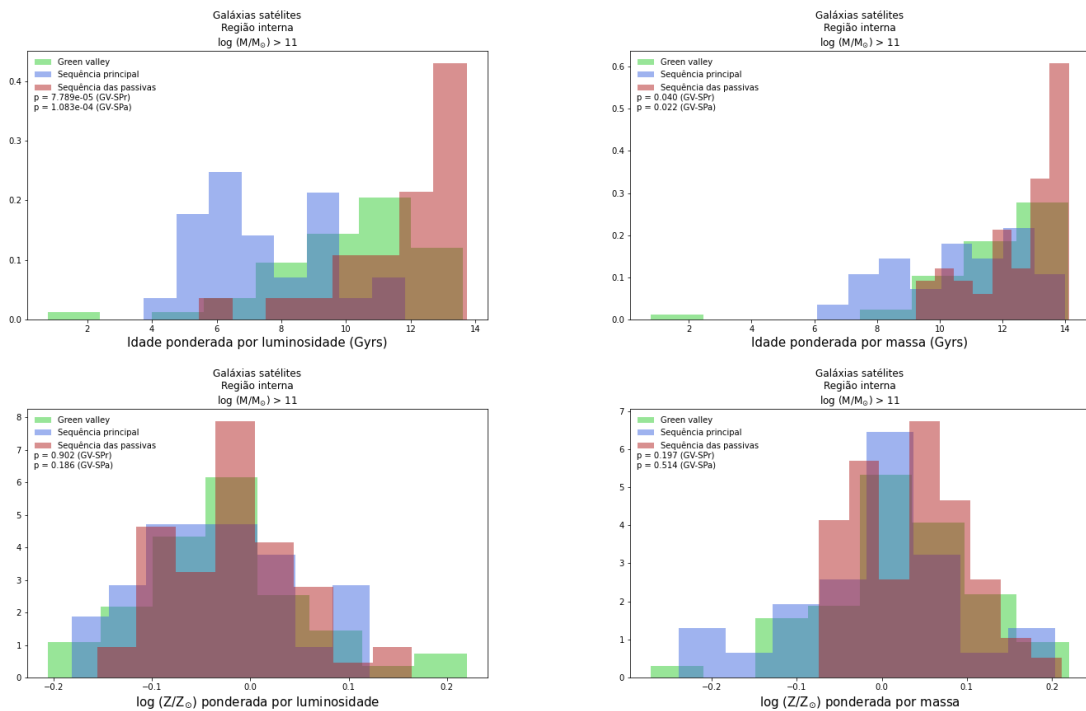 Galáxias satélites
Região interna
log (M/M☉) > 11
Green valley
Sequência principal
Sequência das passivas
p = 7.789e-05 (GV-SPr)
p = 1.083e-04 (GV-SPa)
0.4
0.3
0.2
0.1
0.0
2 4 6 8 10 12 14
Idade ponderada por luminosidade (Gyrs)
Galáxias satélites
Região interna
log (M/M☉) > 11
Green valley
Sequência principal
Sequência das passivas
p = 0.040 (GV-SPr)
p = 0.022 (GV-SPa)
0.6
0.5
0.4
0.3
0.2
0.1
0.0
2 4 6 8 10 12 14
Idade ponderada por massa (Gyrs)
Galáxias satélites
Região interna
log (M/M☉) > 11
Green valley
Sequência principal
Sequência das passivas
p = 0.902 (GV-SPr)
p = 0.186 (GV-SPa)
8
7
6
5
4
3
2
1
0
−0.2 −0.1 0.0 0.1 0.2
log (Z/Z☉) ponderada por luminosidade
Galáxias satélites
Região interna
log (M/M☉) > 11
Green valley
Sequência principal
Sequência das passivas
p = 0.197 (GV-SPr)
p = 0.514 (GV-SPa)
7
6
5
4
3
2
1
0
−0.2 −0.1 0.0 0.1 0.2
log (Z/Z☉) ponderada por massa